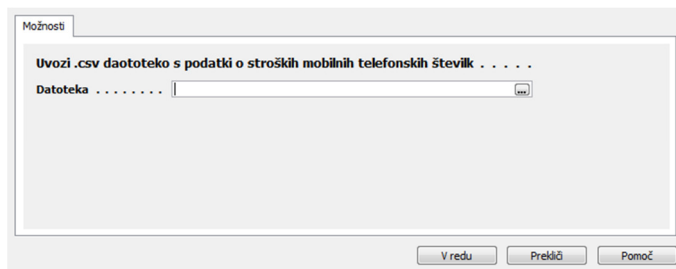 Možnosti
Uvozi .csv daototeko s podatki o stroških mobilnih telefonskih številk . . . . .
Datoteka . . . . . . . .
...
V redu Prekliči Pomoč